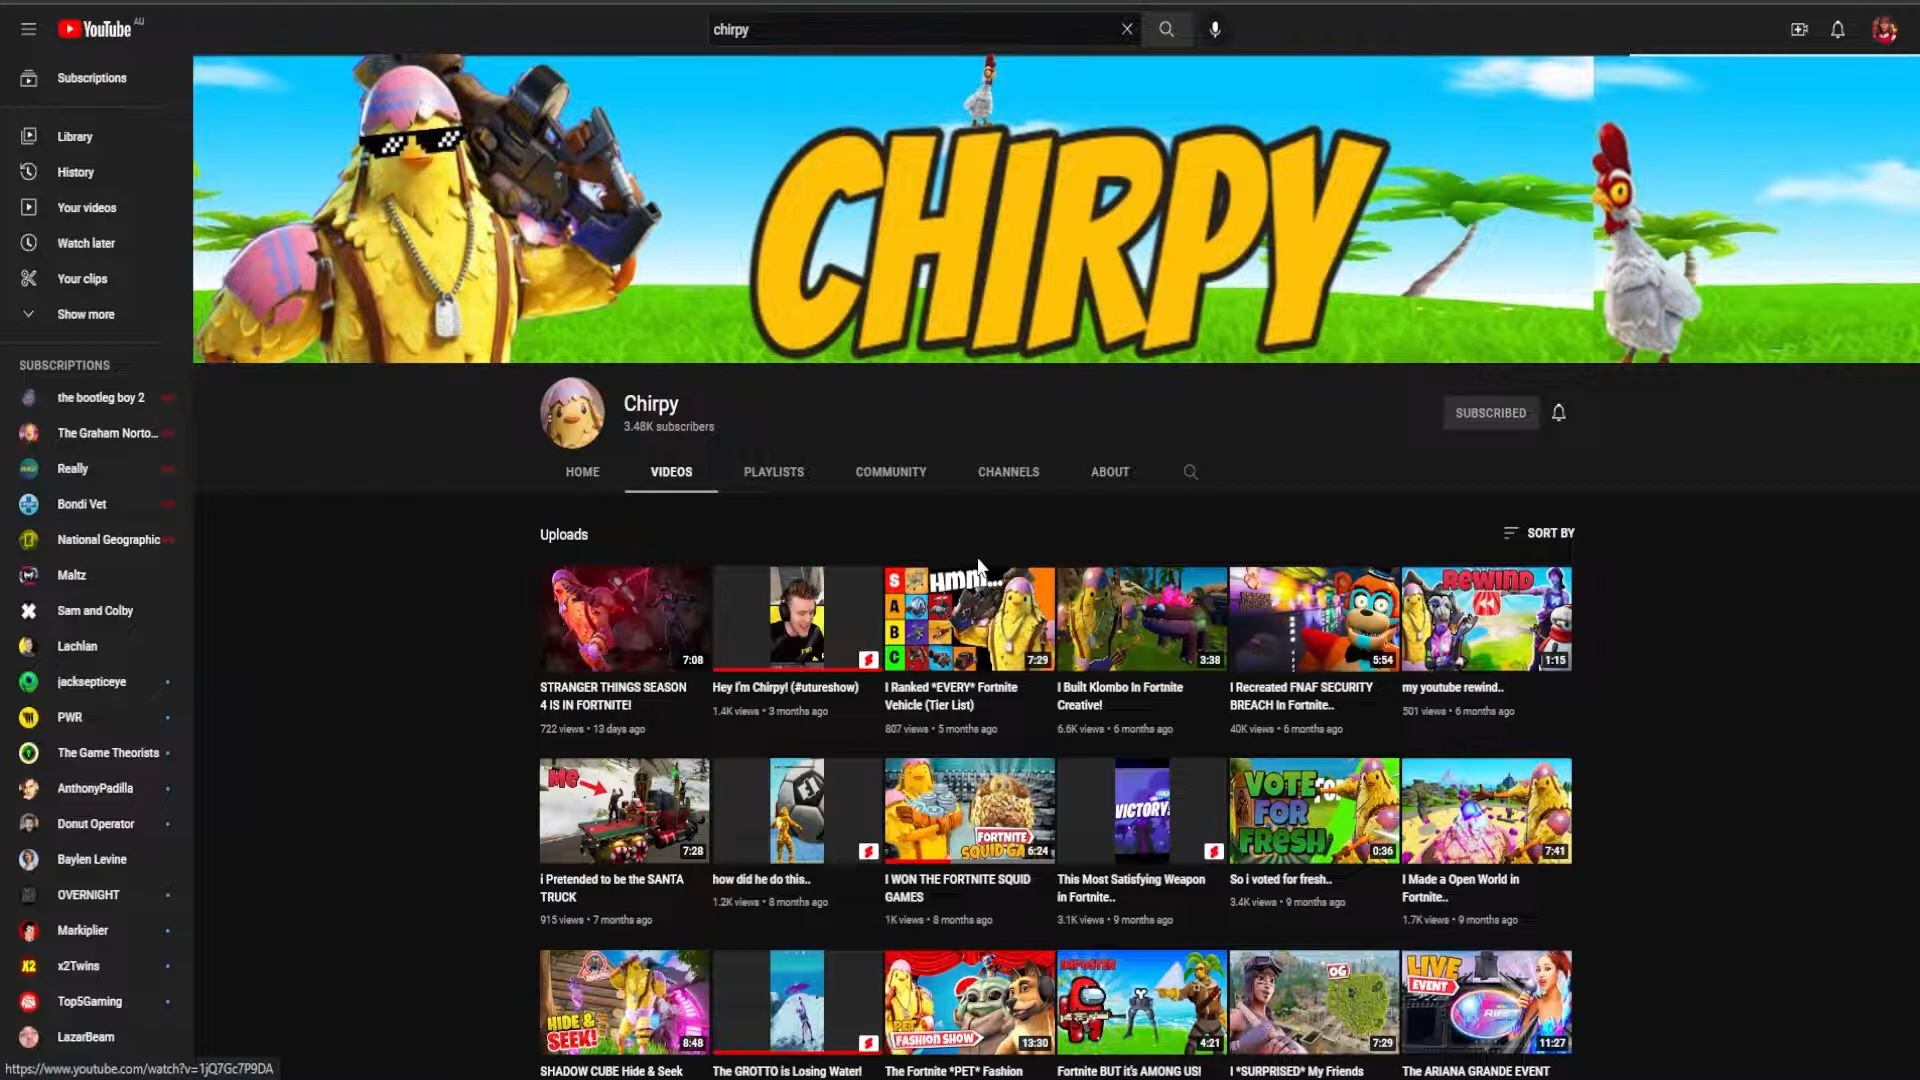 YouTube AU
chirpy
Subscriptions
Library
History
Your videos
Watch later
Your clips
Show more
SUBSCRIPTIONS
the bootleg boy 2
The Graham Norto...
Really
Bondi Vet
National Geographic
Maltz
Sam and Colby
Lachlan
jacksepticeye
PWR
The Game Theorists
AnthonyPadilla
Donut Operator
Baylen Levine
OVERNIGHT
Markiplier
x2Twins
Top5Gaming
LazarBeam
https://www.youtube.com/watch?v=1jQ7Gc7P9DA
CHIRPY
Chirpy
3.48K subscribers
SUBSCRIBED
HOME VIDEOS PLAYLISTS COMMUNITY CHANNELS ABOUT
Uploads
SORT BY
7:08
STRANGER THINGS SEASON
4 IS IN FORTNITE!
722 views • 13 days ago
Hey I'm Chirpy! (#utureshow)
1.4K views • 3 months ago
S
A
B
C
Hmm...
7:29
I Ranked *EVERY* Fortnite
Vehicle (Tier List)
807 views • 5 months ago
3:38
I Built Klombo In Fortnite
Creative!
6.6K views • 6 months ago
5:54
I Recreated FNAF SECURITY
BREACH In Fortnite..
40K views • 6 months ago
REWIND
1:15
my youtube rewind..
501 views • 6 months ago
ME
7:28
i Pretended to be the SANTA
TRUCK
915 views • 7 months ago
how did he do this..
1.2K views • 8 months ago
FORTNITE
SQUID GA
6:24
I WON THE FORTNITE SQUID
GAMES
1K views • 8 months ago
VICTORY
This Most Satisfying Weapon
in Fortnite..
3.1K views • 9 months ago
VOTE
FOR
FRESH
0:36
So i voted for fresh..
3.4K views • 9 months ago
7:41
I Made a Open World in
Fortnite..
1.7K views • 9 months ago
HIDE &
SEEK!
8:48
SHADOW CUBE Hide & Seek
The GROTTO is Losing Water!
PET
FASHION SHOW
13:30
The Fortnite *PET* Fashion
IMPOSTER
4:21
Fortnite BUT it's AMONG US!
OG
7:29
I *SURPRISED* My Friends
LIVE
EVENT
11:27
The ARIANA GRANDE EVENT